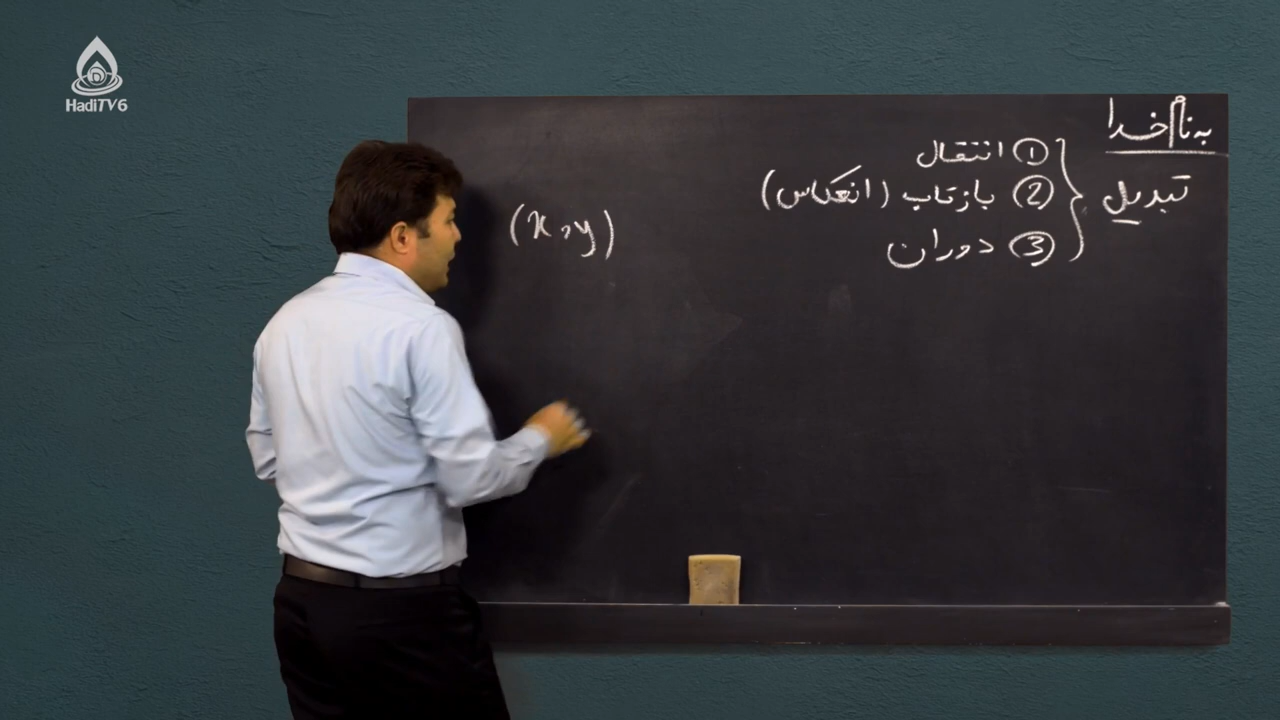 HadiTV6
به نام خدا
تبدیل
① انتقال
② بازتاب (انعکاس)
③ دوران
(x,y)